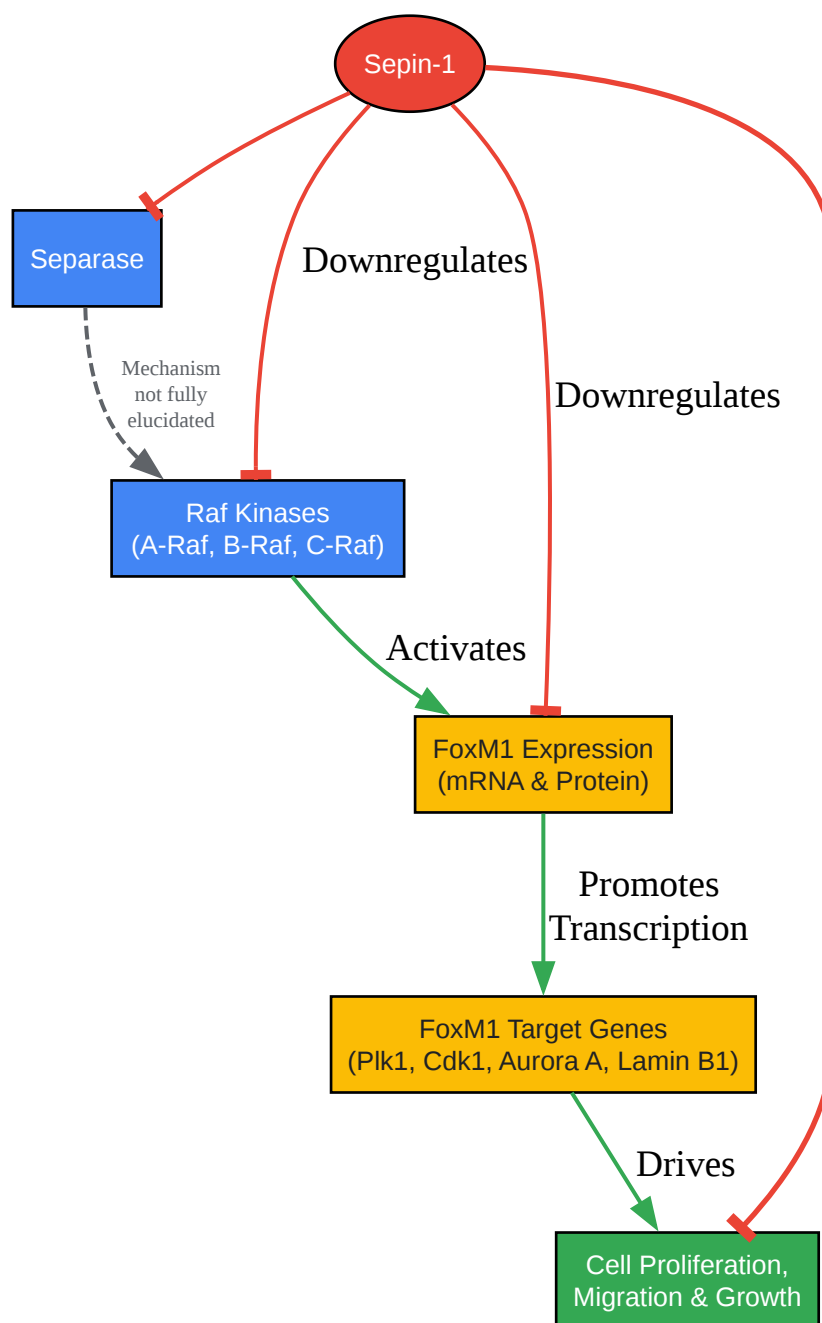 Sepin-1
Separase
Downregulates
Mechanism
not fully
elucidated
Downregulates
Raf Kinases
(A-Raf, B-Raf, C-Raf)
Activates
FoxM1 Expression
(mRNA & Protein)
Promotes
Transcription
FoxM1 Target Genes
(Plk1, Cdk1, Aurora A, Lamin B1)
Drives
Cell Proliferation,
Migration & Growth